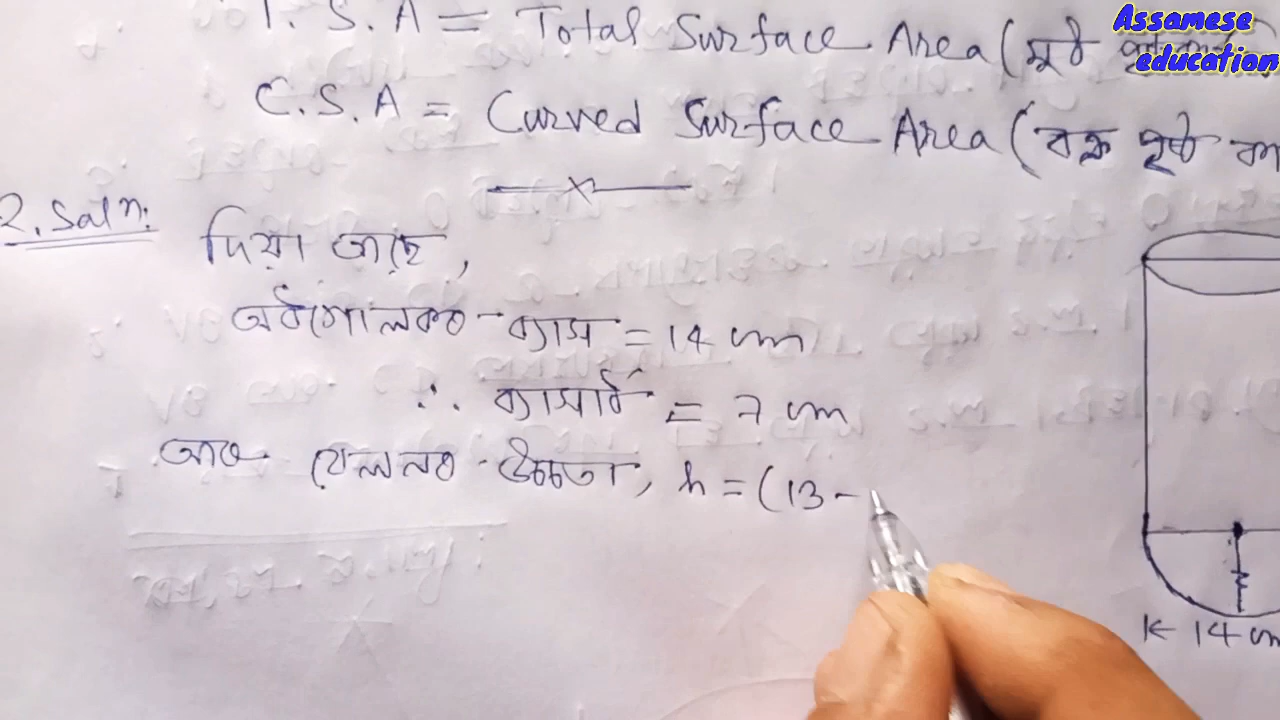 Assamese
education
T. S. A = Total Surface Area (
C. S. A = Curved Surface Area (বক্ৰ পৃষ্ঠ
2. Solⁿ:
দিয়া আছে,
অৰ্ধগোলকৰ ব্যাস = 14 cm
∴ ব্যাসাৰ্ধ = 7 cm
আৰু বেলনৰ উচ্চতা, h = (13 -
14 cm